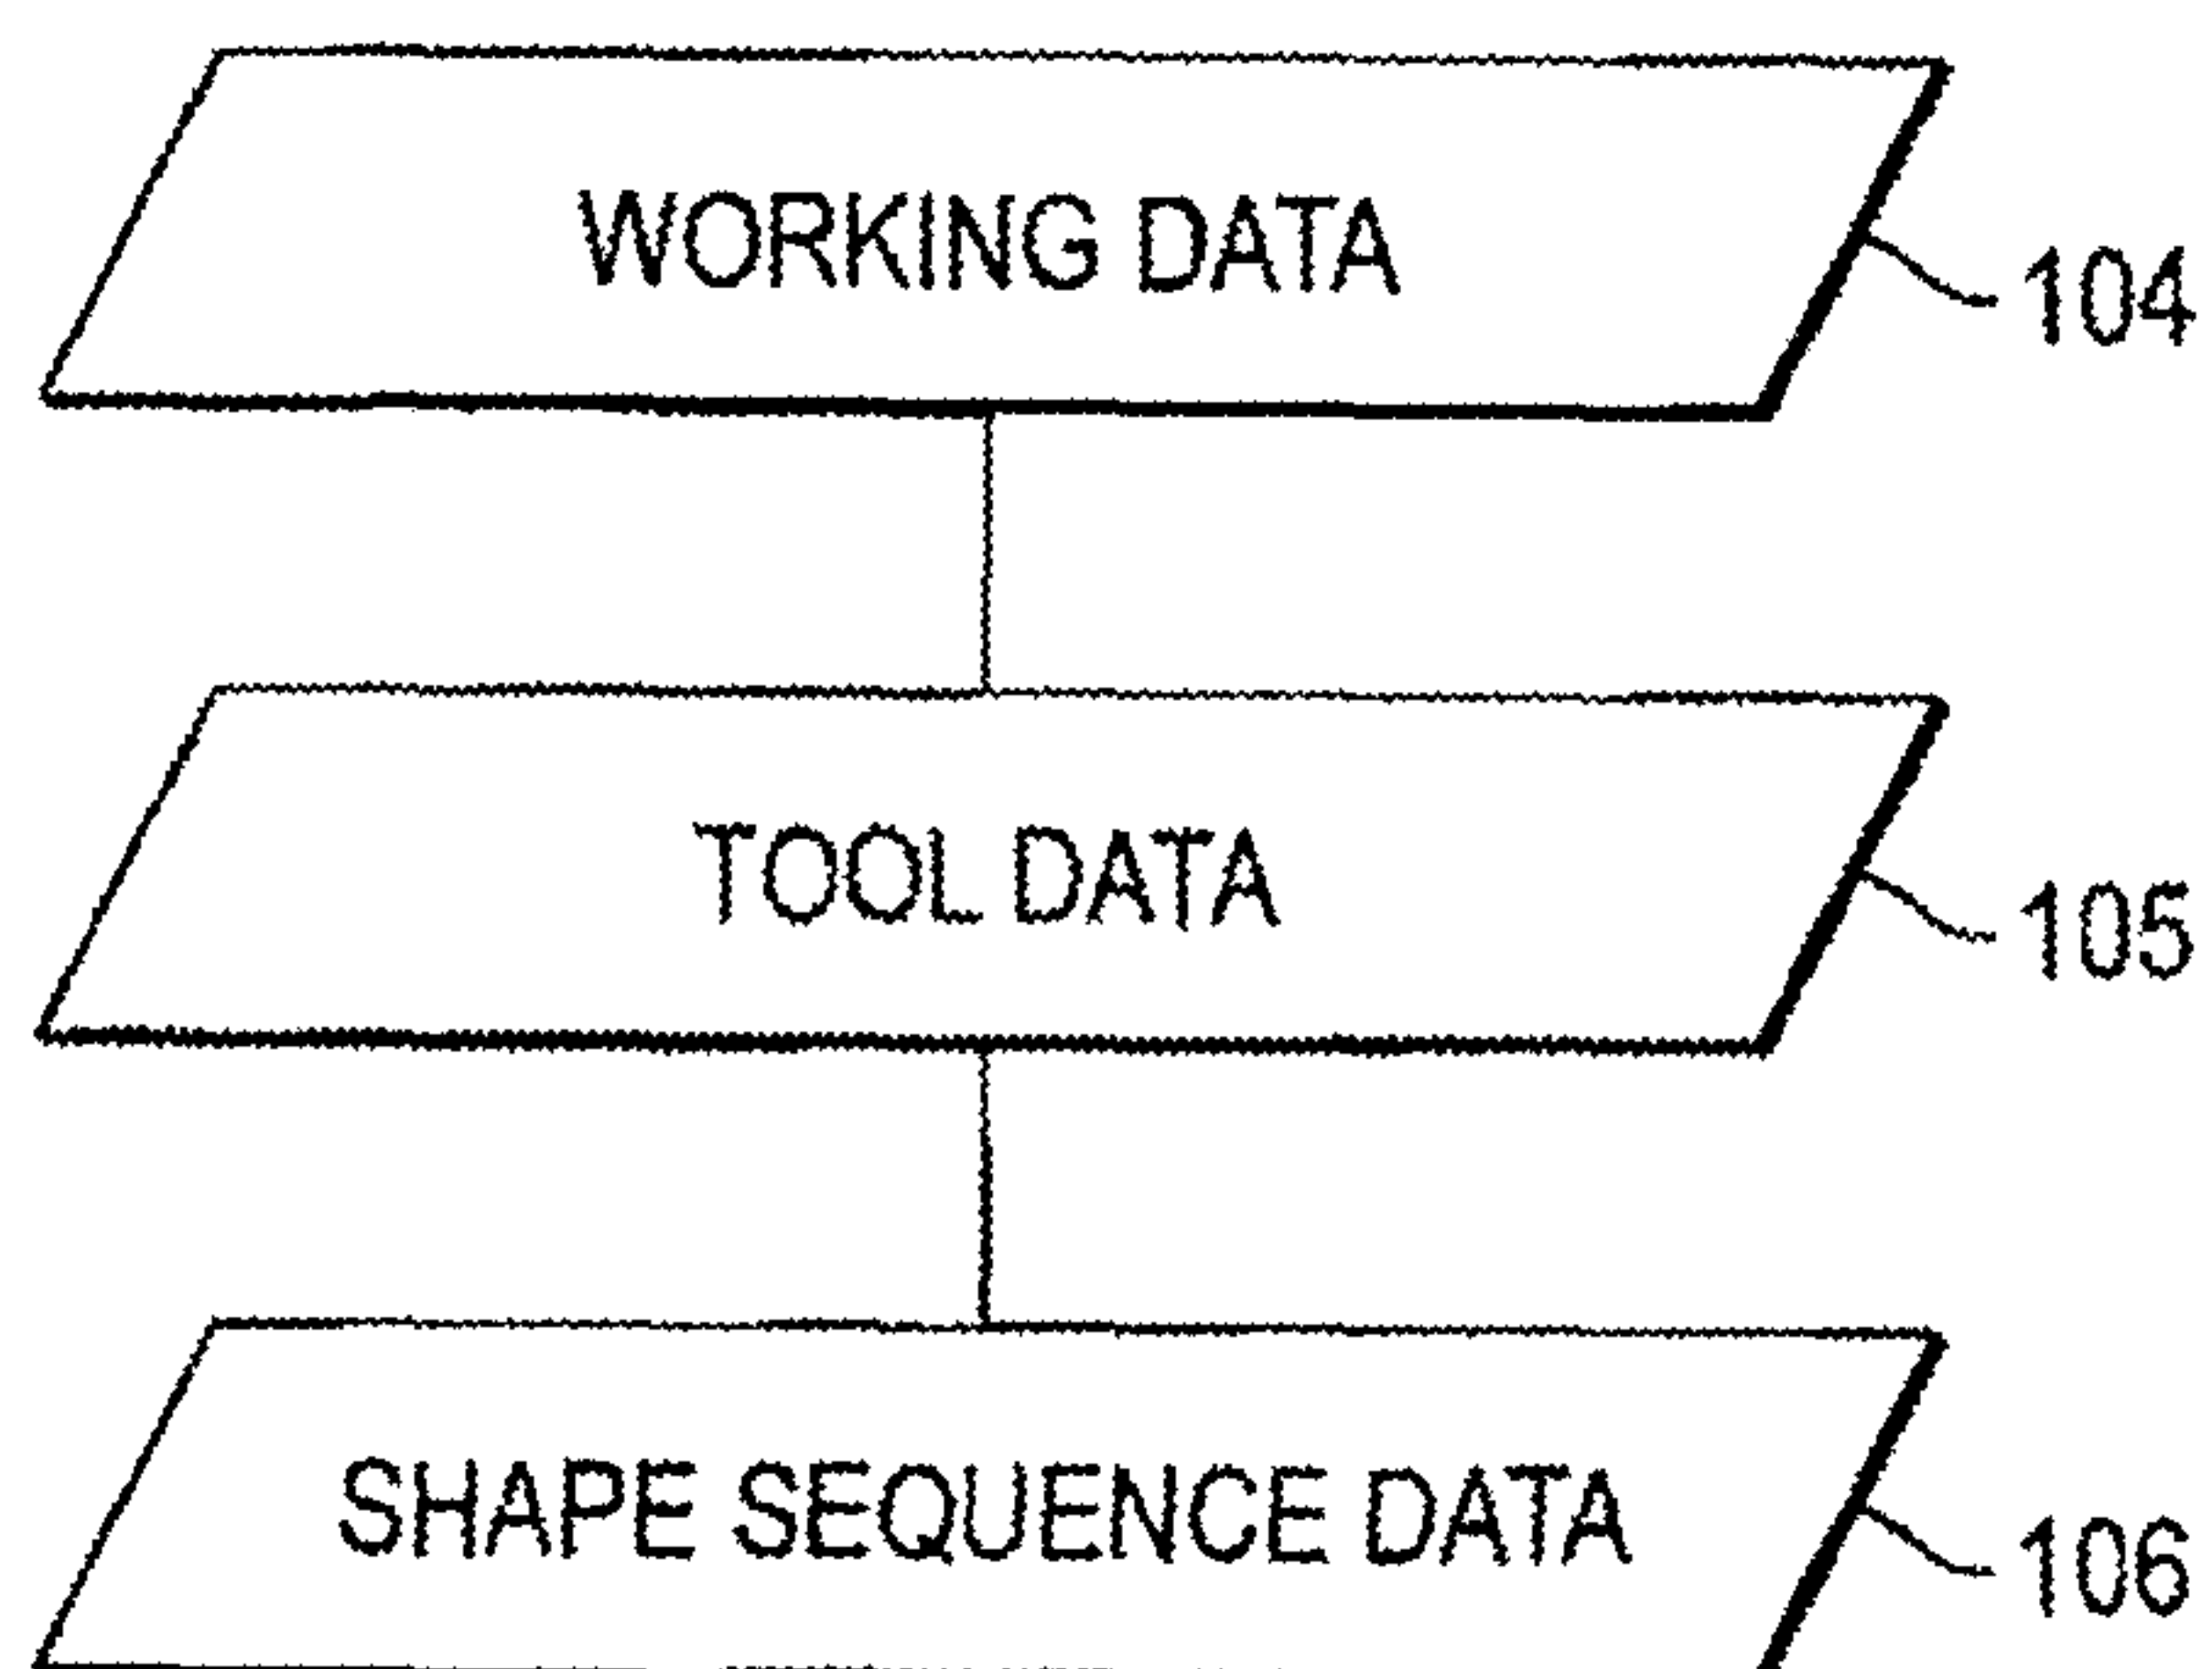 WORKING DATA
104
TOOL DATA
105
SHAPE SEQUENCE DATA
106